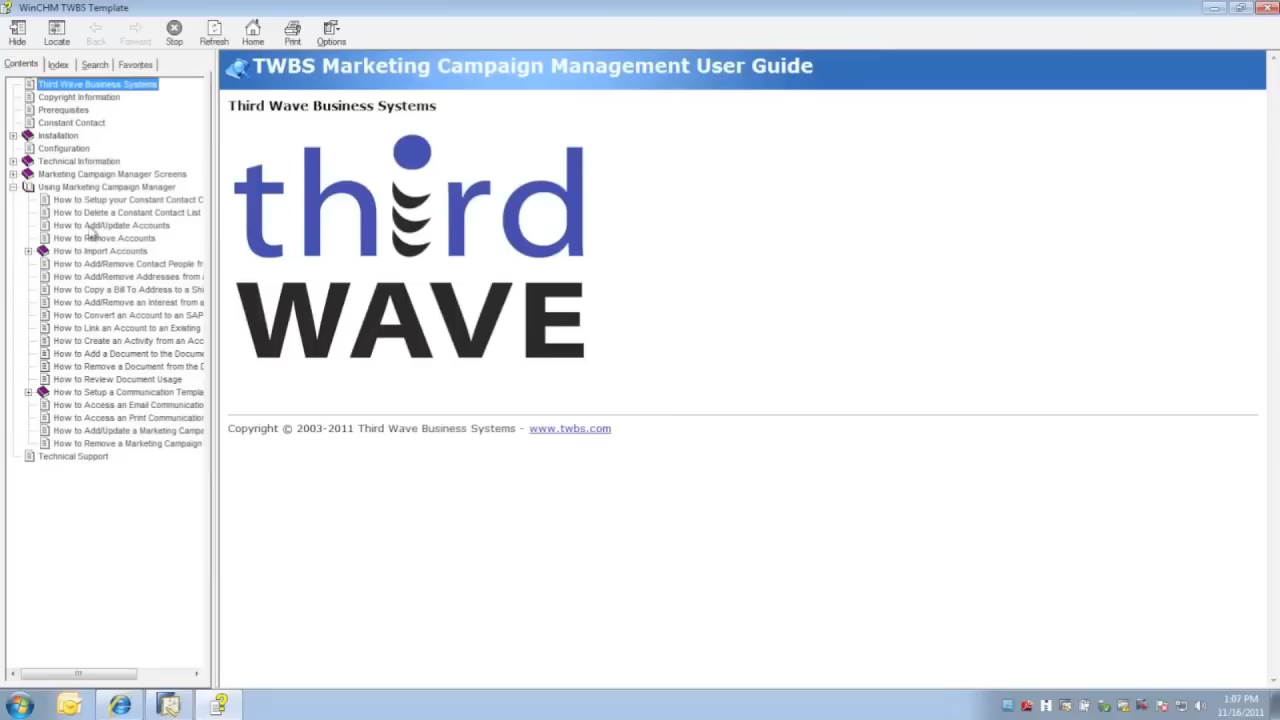 WinCHM TWBS Template
Hide Locate Back Forward Stop Refresh Home Print Options
Contents Index Search Favorites
Third Wave Business Systems
Copyright Information
Prerequisites
Constant Contact
Installation
Configuration
Technical Information
Marketing Campaign Manager Screens
Using Marketing Campaign Manager
How to Setup your Constant Contact C
How to Delete a Constant Contact List
How to Add/Update Accounts
How to Remove Accounts
How to Import Accounts
How to Add/Remove Contact People fr
How to Add/Remove Addresses from a
How to Copy a Bill To Address to a Shi
How to Add/Remove an Interest from a
How to Convert an Account to an SAP
How to Link an Account to an Existing
How to Create an Activity from an Acc
How to Add a Document to the Docume
How to Remove a Document from the D
How to Review Document Usage
How to Setup a Communication Templa
How to Access an Email Communicatio
How to Access an Print Communication
How to Add/Update a Marketing Campa
How to Remove a Marketing Campaign
Technical Support
TWBS Marketing Campaign Management User Guide
Third Wave Business Systems
third
WAVE
Copyright © 2003-2011 Third Wave Business Systems - www.twbs.com
1:07 PM
11/16/2011